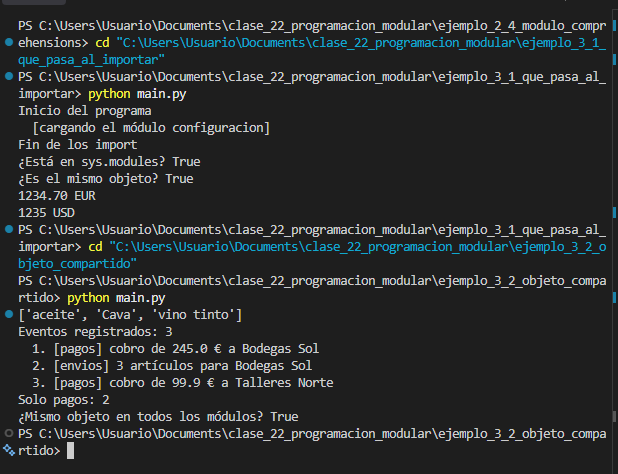 PS C:\Users\Usuario\Documents\clase_22_programacion_modular\ejemplo_2_4_modulo_compr
ehensions> cd "C:\Users\Usuario\Documents\clase_22_programacion_modular\ejemplo_3_1_
que_pasa_al_importar"
PS C:\Users\Usuario\Documents\clase_22_programacion_modular\ejemplo_3_1_que_pasa_al_
importar> python main.py
Inicio del programa
  [cargando el módulo configuracion]
Fin de los import
¿Está en sys.modules? True
¿Es el mismo objeto? True
1234.70 EUR
1235 USD
PS C:\Users\Usuario\Documents\clase_22_programacion_modular\ejemplo_3_1_que_pasa_al_
importar> cd "C:\Users\Usuario\Documents\clase_22_programacion_modular\ejemplo_3_2_o
bjeto_compartido"
PS C:\Users\Usuario\Documents\clase_22_programacion_modular\ejemplo_3_2_objeto_compa
rtido> python main.py
['aceite', 'Cava', 'vino tinto']
Eventos registrados: 3
  1. [pagos] cobro de 245.0 € a Bodegas Sol
  2. [envios] 3 artículos para Bodegas Sol
  3. [pagos] cobro de 99.9 € a Talleres Norte
Solo pagos: 2
¿Mismo objeto en todos los módulos? True
PS C:\Users\Usuario\Documents\clase_22_programacion_modular\ejemplo_3_2_objeto_compa
rtido>